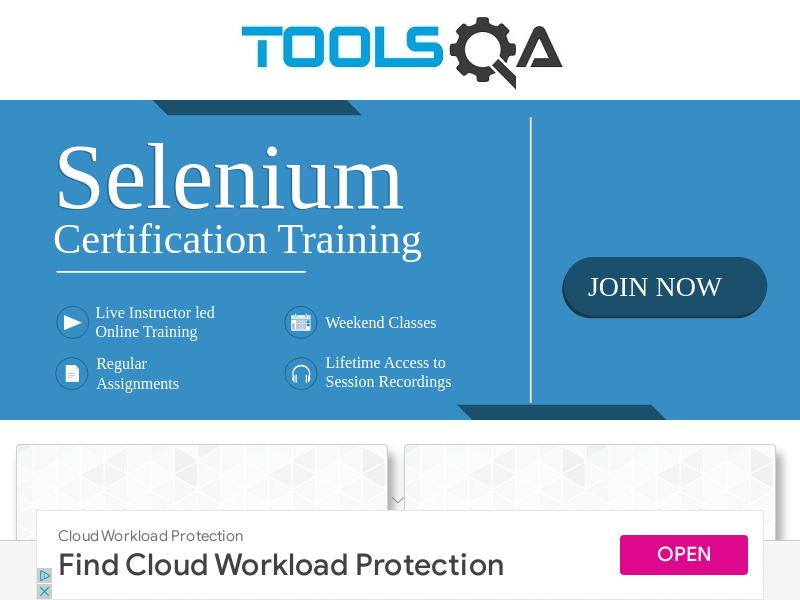 TOOLSQA
Selenium
Certification Training
Live Instructor led
Online Training
Weekend Classes
Regular
Assignments
Lifetime Access to
Session Recordings
JOIN NOW
Cloud Workload Protection
Find Cloud Workload Protection
OPEN